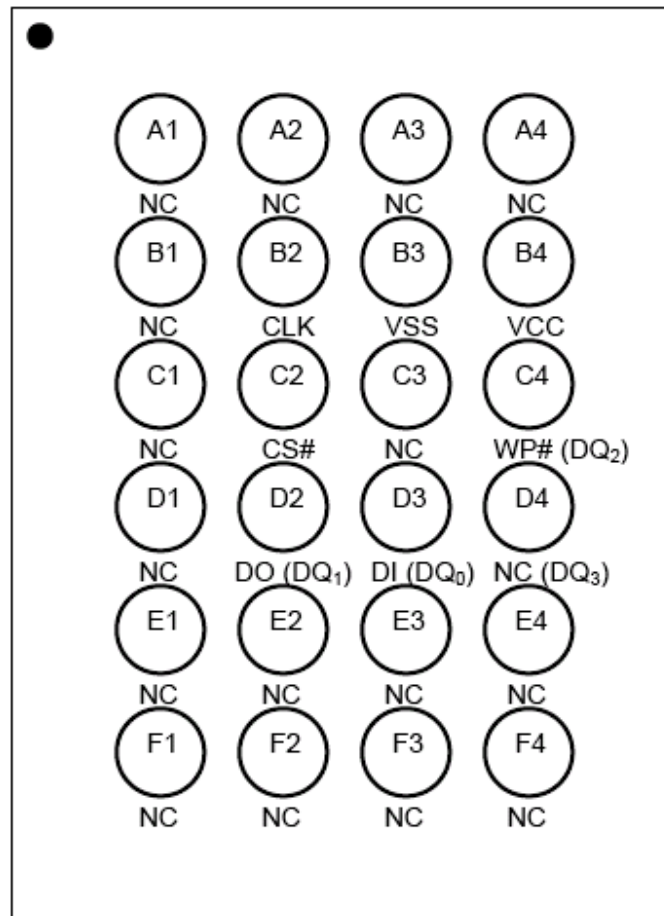 A1 A2 A3 A4
NC NC NC NC
B1 B2 B3 B4
NC CLK VSS VCC
C1 C2 C3 C4
NC CS# NC WP# (DQ₂)
D1 D2 D3 D4
NC DO (DQ₁) DI (DQ₀) NC (DQ₃)
E1 E2 E3 E4
NC NC NC NC
F1 F2 F3 F4
NC NC NC NC